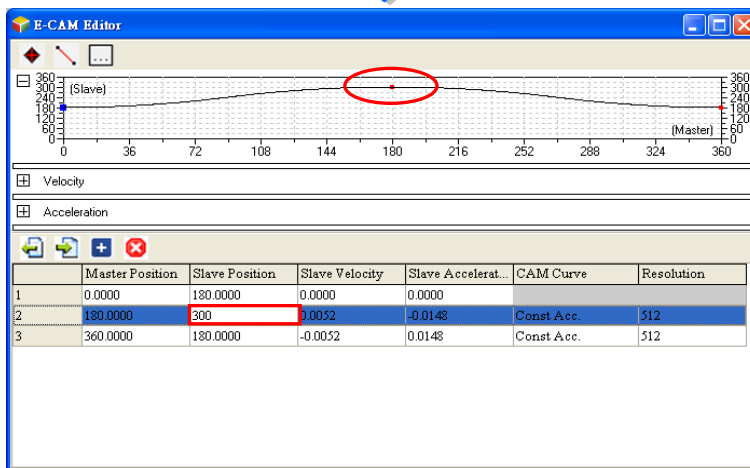 E-CAM Editor
...
360 360
300 (Slave) 300
240 240
180 180
120 120
60 (Master) 60
0 0
0 36 72 108 144 180 216 252 288 324 360
Velocity
Acceleration
Master Position Slave Position Slave Velocity Slave Accelerat... CAM Curve Resolution
1 0.0000 180.0000 0.0000 0.0000
2 180.0000 300 0.0052 -0.0148 Const Acc. 512
3 360.0000 180.0000 -0.0052 0.0148 Const Acc. 512